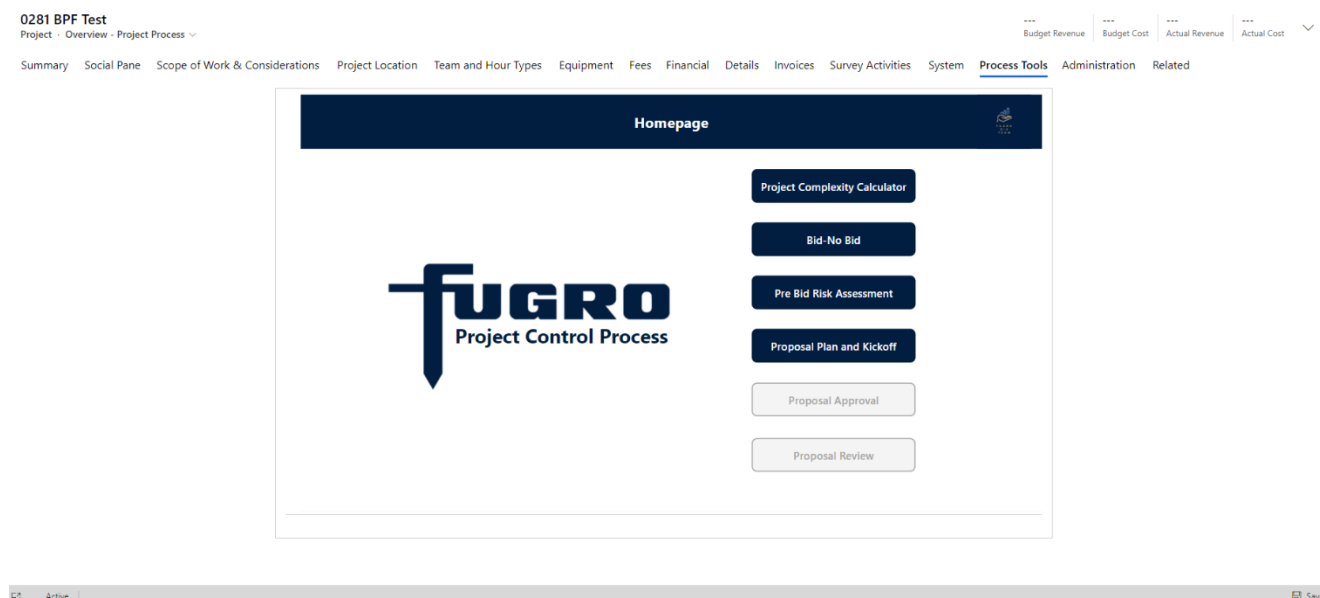 0281 BPF Test
Project · Overview - Project Process
---
Budget Revenue
---
Budget Cost
---
Actual Revenue
---
Actual Cost
Summary Social Pane Scope of Work & Considerations Project Location Team and Hour Types Equipment Fees Financial Details Invoices Survey Activities System Process Tools Administration Related
Homepage
Project Complexity Calculator
Bid-No Bid
Pre Bid Risk Assessment
fUGRO
Project Control Process
Proposal Plan and Kickoff
Proposal Approval
Proposal Review
Active